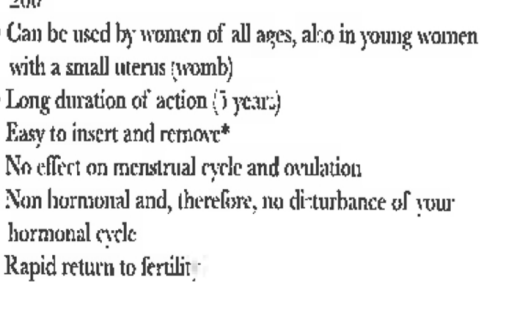 Can be used by women of all ages, also in young women
with a small uterus (womb)
Long duration of action (5 years)
Easy to insert and remove*
No effect on menstrual cycle and ovulation
Non hormonal and, therefore, no disturbance of your
hormonal cycle
Rapid return to fertility